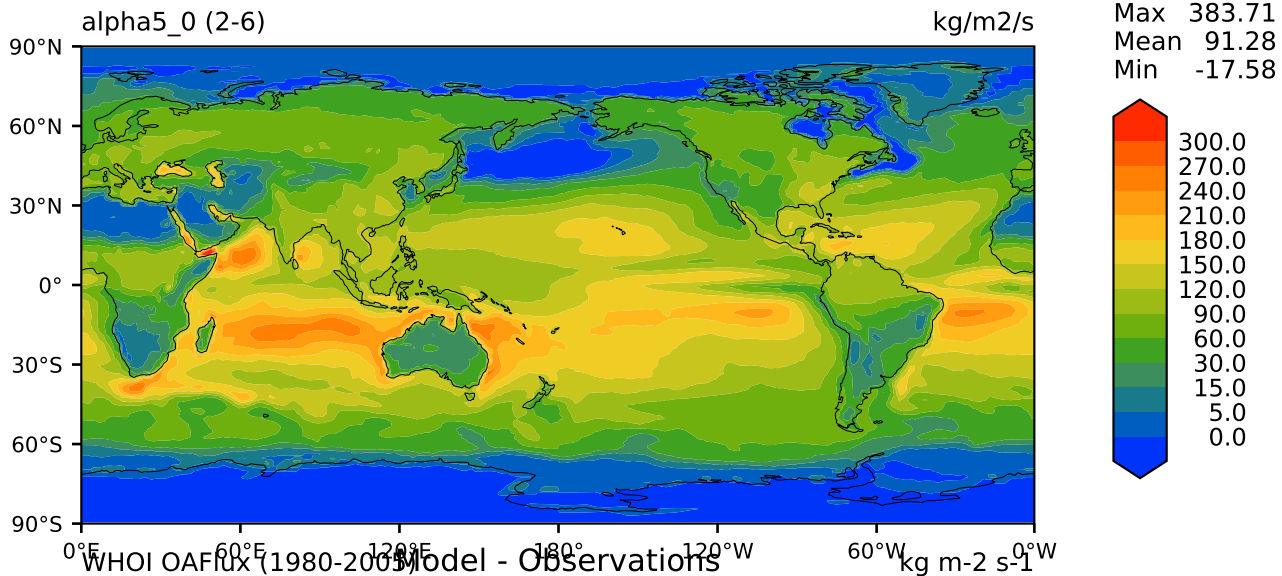 alpha5_0 (2-6) kg/m2/s
Max 383.71
Mean 91.28
Min -17.58
90°N
60°N
30°N
0°
30°S
60°S
90°S
0°E 60°E 120°E 180° 120°W 60°W 0°W
300.0
270.0
240.0
210.0
180.0
150.0
120.0
90.0
60.0
30.0
15.0
5.0
0.0
WHOI OAFlux (1980-2005) Model - Observations kg m-2 s-1